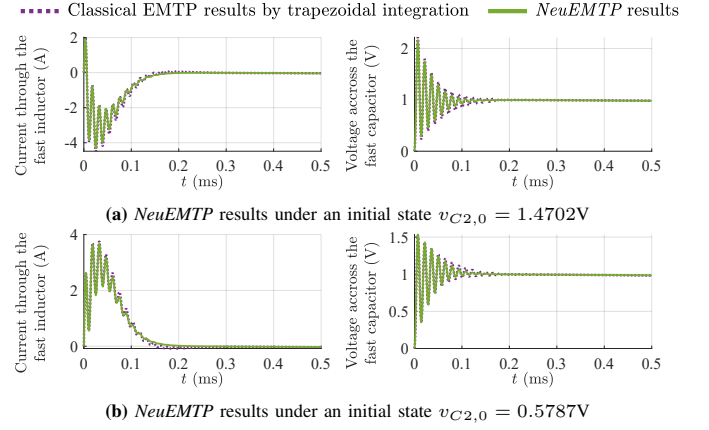 Classical EMTP results by trapezoidal integration NeuEMTP results
Current through the
fast inductor (A)
2
0
-2
-4
0 0.1 0.2 0.3 0.4 0.5
t (ms)
Voltage accross the
fast capacitor (V)
2
1
0
0 0.1 0.2 0.3 0.4 0.5
t (ms)
(a) NeuEMTP results under an initial state v_{C2,0} = 1.4702V
Current through the
fast inductor (A)
4
2
0
0 0.1 0.2 0.3 0.4 0.5
t (ms)
Voltage accross the
fast capacitor (V)
1.5
1
0.5
0
0 0.1 0.2 0.3 0.4 0.5
t (ms)
(b) NeuEMTP results under an initial state v_{C2,0} = 0.5787V